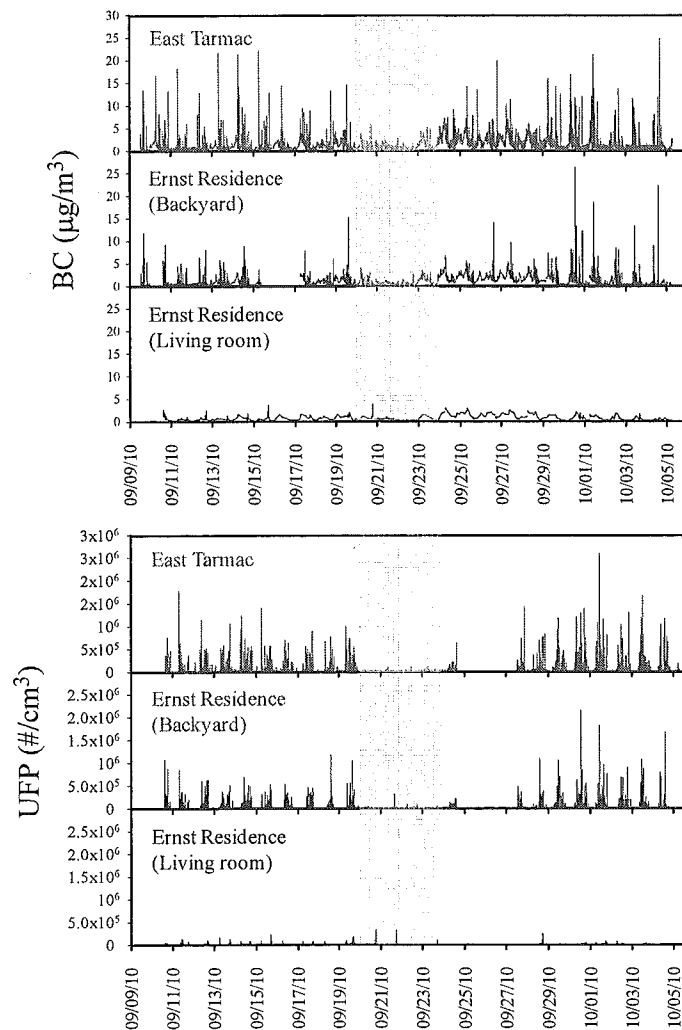 BC (μg/m³)
30
East Tarmac
25
20
15
10
5
0
Ernst Residence
(Backyard)
25
20
15
10
5
0
Ernst Residence
(Living room)
25
20
15
10
5
0
09/09/10
09/11/10
09/13/10
09/15/10
09/17/10
09/19/10
09/21/10
09/23/10
09/25/10
09/27/10
09/29/10
10/01/10
10/03/10
10/05/10
UFP (#/cm³)
3x10⁶
East Tarmac
3x10⁶
2x10⁶
2x10⁶
10⁶
5x10⁵
0
Ernst Residence
(Backyard)
2.5x10⁶
2.0x10⁶
1.5x10⁶
10⁶
5.0x10⁵
0
Ernst Residence
(Living room)
2.5x10⁶
2.0x10⁶
1.5x10⁶
10⁶
5.0x10⁵
0
09/09/10
09/11/10
09/13/10
09/15/10
09/17/10
09/19/10
09/21/10
09/23/10
09/25/10
09/27/10
09/29/10
10/01/10
10/03/10
10/05/10